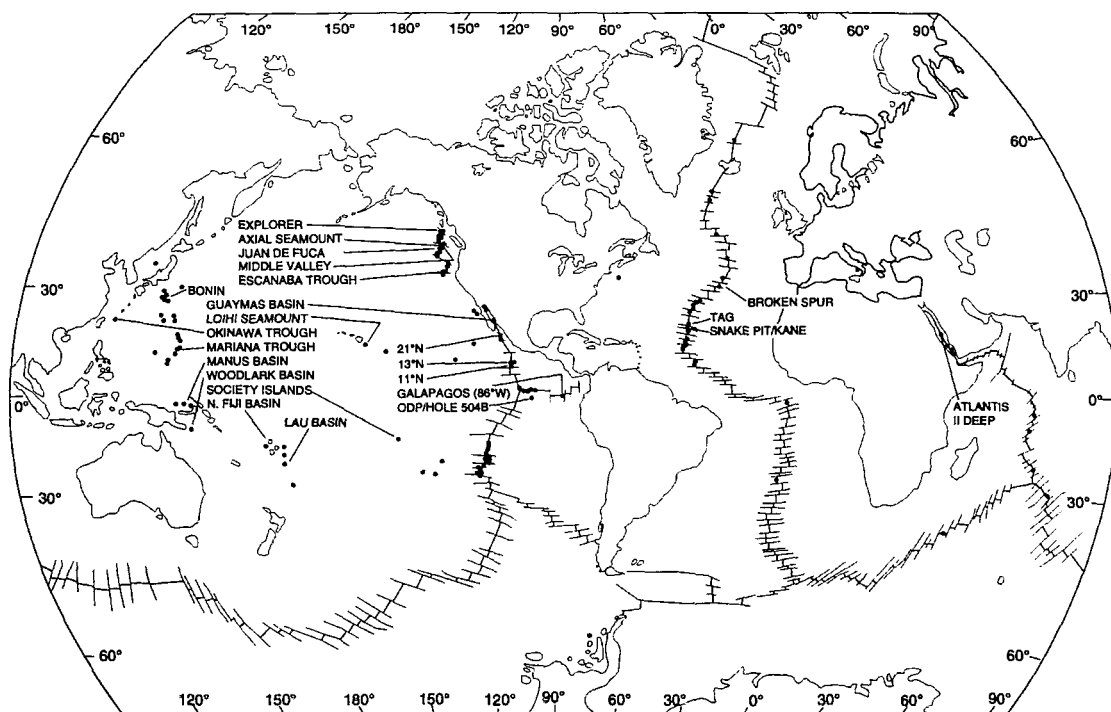 120° 150° 180° 150° 120° 90° 60° 0° 30° 60° 90°
60°
60°
EXPLORER
AXIAL SEAMOUNT
JUAN DE FUCA
MIDDLE VALLEY
ESCANABA TROUGH
30°
BONIN
GUAYMAS BASIN
LOIHI SEAMOUNT
OKINAWA TROUGH
MARIANA TROUGH
MANUS BASIN
WOODLARK BASIN
SOCIETY ISLANDS
N. FIJI BASIN
LAU BASIN
0°
21°N
13°N
11°N
GALAPAGOS (86°W)
ODP/HOLE 504B
BROKEN SPUR
TAG
SNAKE PIT/KANE
30°
ATLANTIS
II DEEP
0°
30°
30°
60°
60°
120° 150° 180° 150° 120° 90° 60° 30° 0° 30° 60° 90°